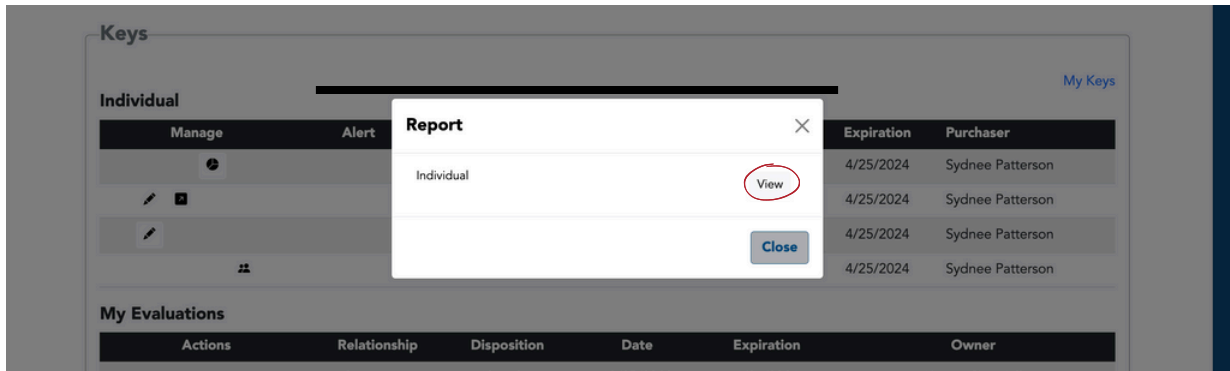 Keys
My Keys
Individual
Manage Alert Expiration Purchaser
Report
Individual
View
Close
4/25/2024 Sydnee Patterson
4/25/2024 Sydnee Patterson
4/25/2024 Sydnee Patterson
4/25/2024 Sydnee Patterson
My Evaluations
Actions Relationship Disposition Date Expiration Owner